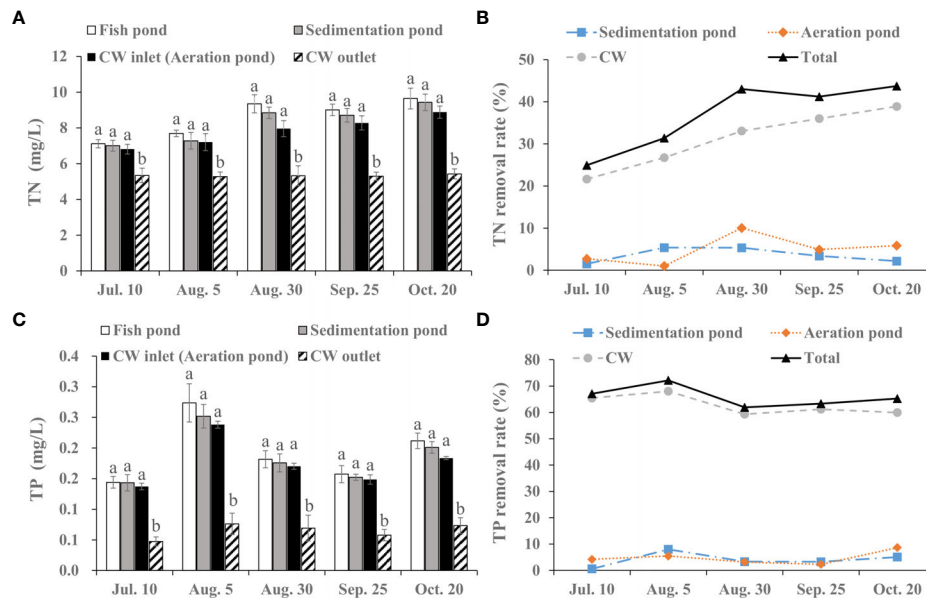 A
Fish pond Sedimentation pond
CW inlet (Aeration pond) CW outlet
TN (mg/L)
12
10
8
6
4
2
0
a a a b
a a a b
a a a b
a a a b
a a a b
Jul. 10 Aug. 5 Aug. 30 Sep. 25 Oct. 20
B
Sedimentation pond Aeration pond
CW Total
TN removal rate (%)
50
40
30
20
10
0
Jul. 10 Aug. 5 Aug. 30 Sep. 25 Oct. 20
C
Fish pond Sedimentation pond
CW inlet (Aeration pond) CW outlet
TP (mg/L)
0.4
0.3
0.3
0.2
0.2
0.1
0.1
0.0
a a a b
a a a b
a a a b
a a a b
a a a b
Jul. 10 Aug. 5 Aug. 30 Sep. 25 Oct. 20
D
Sedimentation pond Aeration pond
CW Total
TP removal rate (%)
80
70
60
50
40
30
20
10
0
Jul. 10 Aug. 5 Aug. 30 Sep. 25 Oct. 20